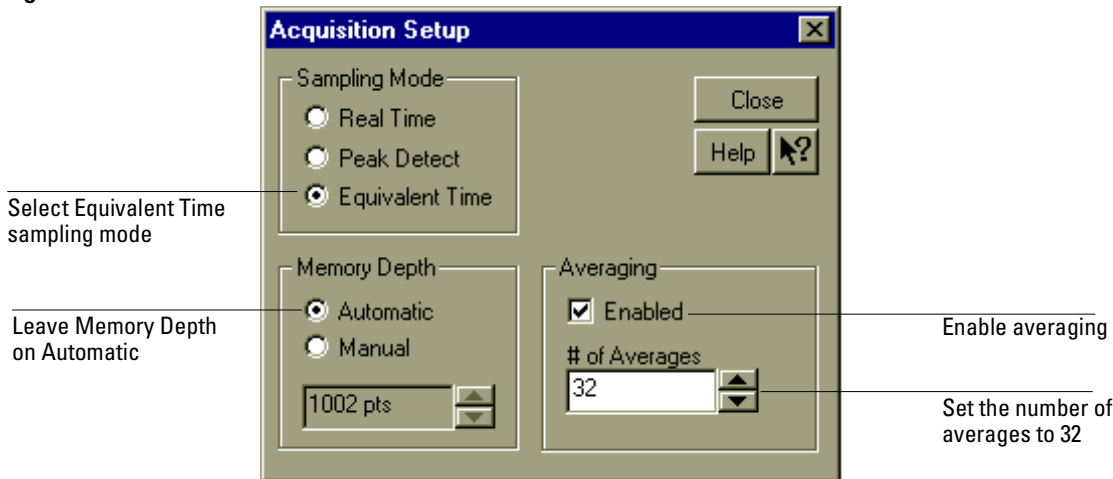 Acquisition Setup
Sampling Mode
Real Time
Peak Detect
Equivalent Time
Close
Help
?
Select Equivalent Time
sampling mode
Memory Depth
Automatic
Manual
1002 pts
Leave Memory Depth
on Automatic
Averaging
Enabled
# of Averages
32
Enable averaging
Set the number of
averages to 32